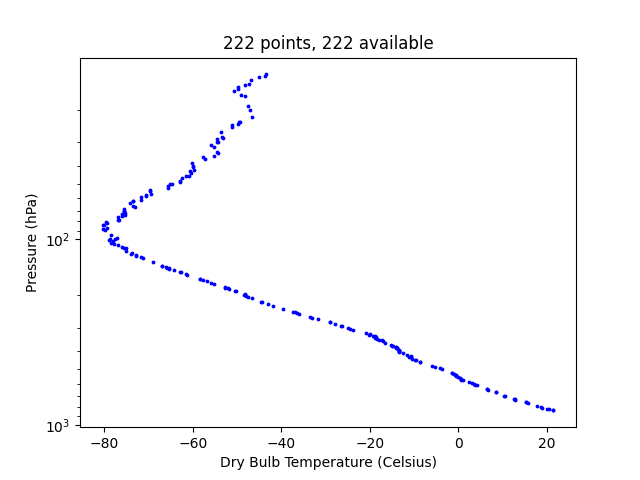 222 points, 222 available
Pressure (hPa)
10²
10³
−80 −60 −40 −20 0 20
Dry Bulb Temperature (Celsius)